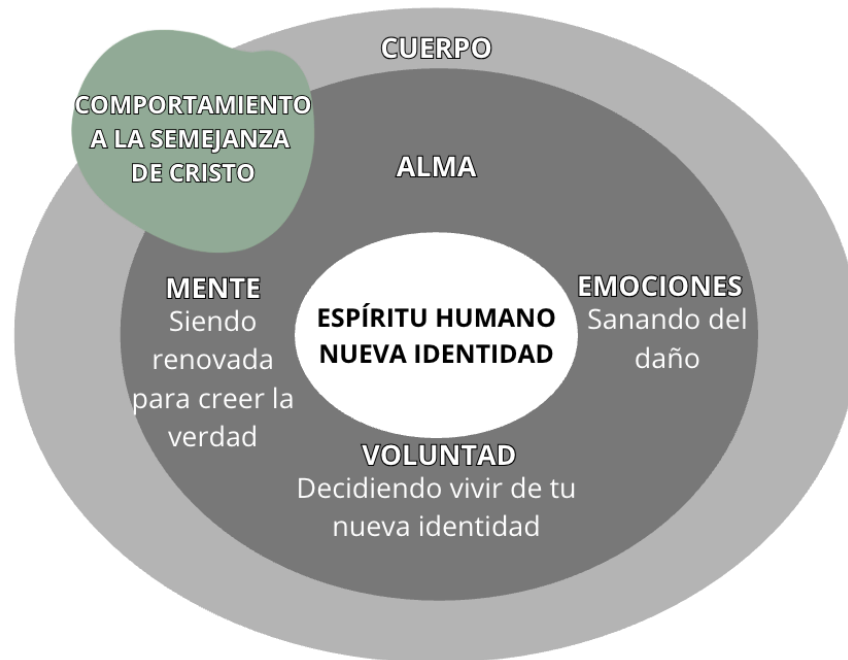 CUERPO
COMPORTAMIENTO
A LA SEMEJANZA
DE CRISTO
ALMA
MENTE
Siendo
renovada
para creer la
verdad
ESPÍRITU HUMANO
NUEVA IDENTIDAD
EMOCIONES
Sanando del
daño
VOLUNTAD
Decidiendo vivir de tu
nueva identidad